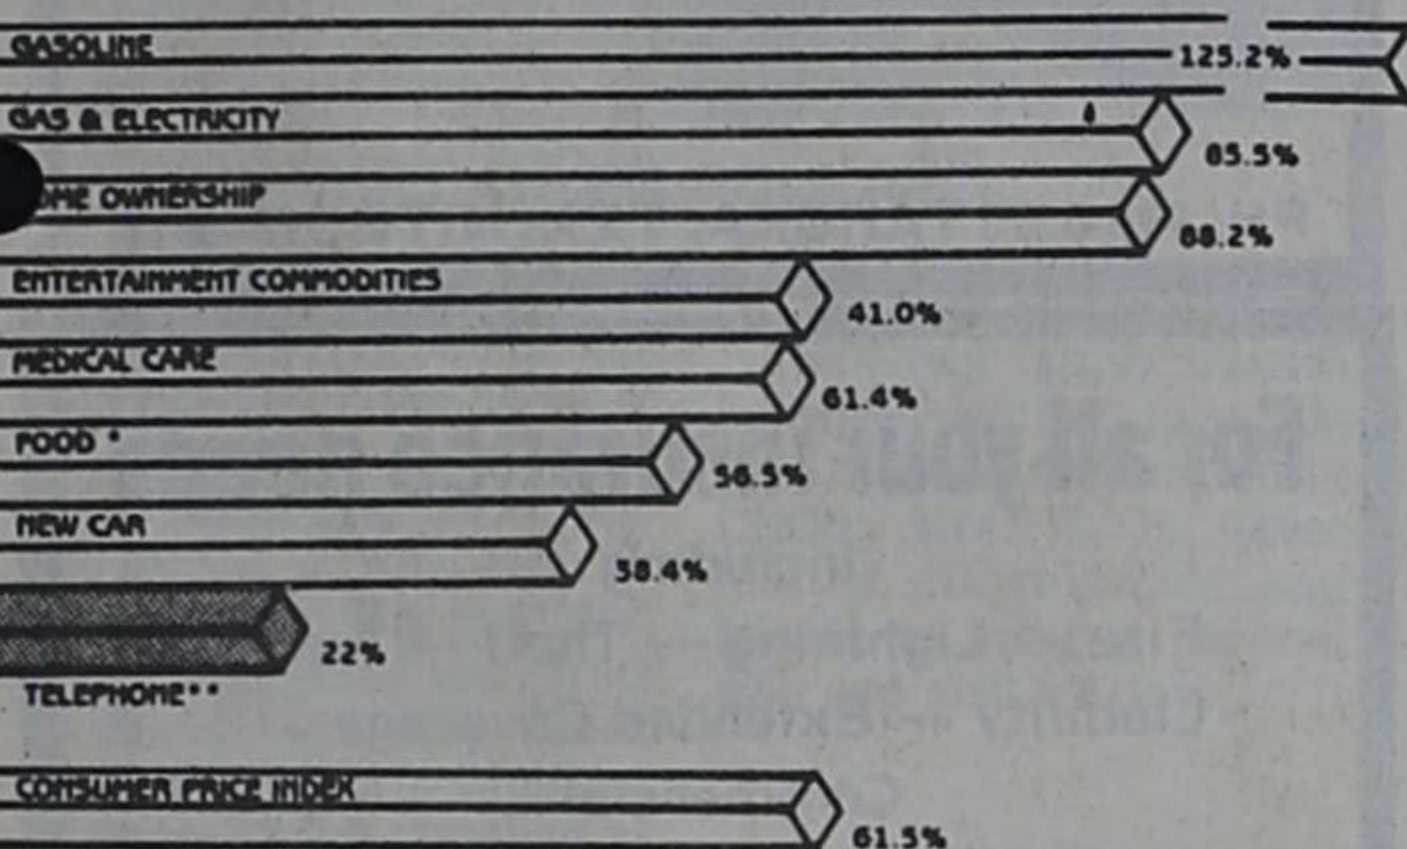 GASOLINE
125.2%
GAS & ELECTRICITY
85.5%
OME OWNERSHIP
88.2%
ENTERTAINMENT COMMODITIES
41.0%
MEDICAL CARE
61.4%
FOOD *
56.5%
NEW CAR
38.4%
22%
TELEPHONE**
CONSUMER PRICE INDEX
61.5%